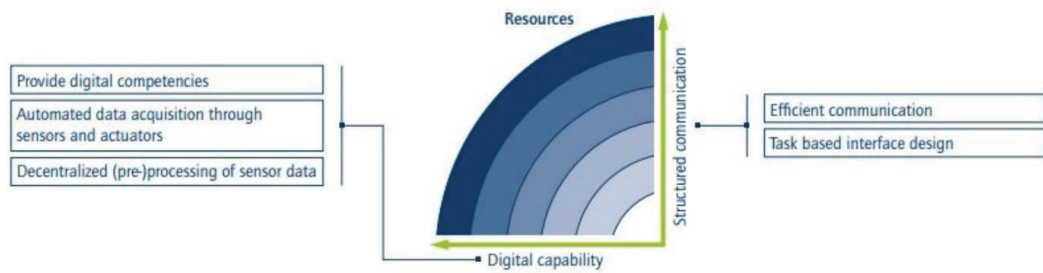 Resources
Provide digital competencies
Automated data acquisition through
sensors and actuators
Decentralized (pre-)processing of sensor data
Structured communication
Efficient communication
Task based interface design
Digital capability